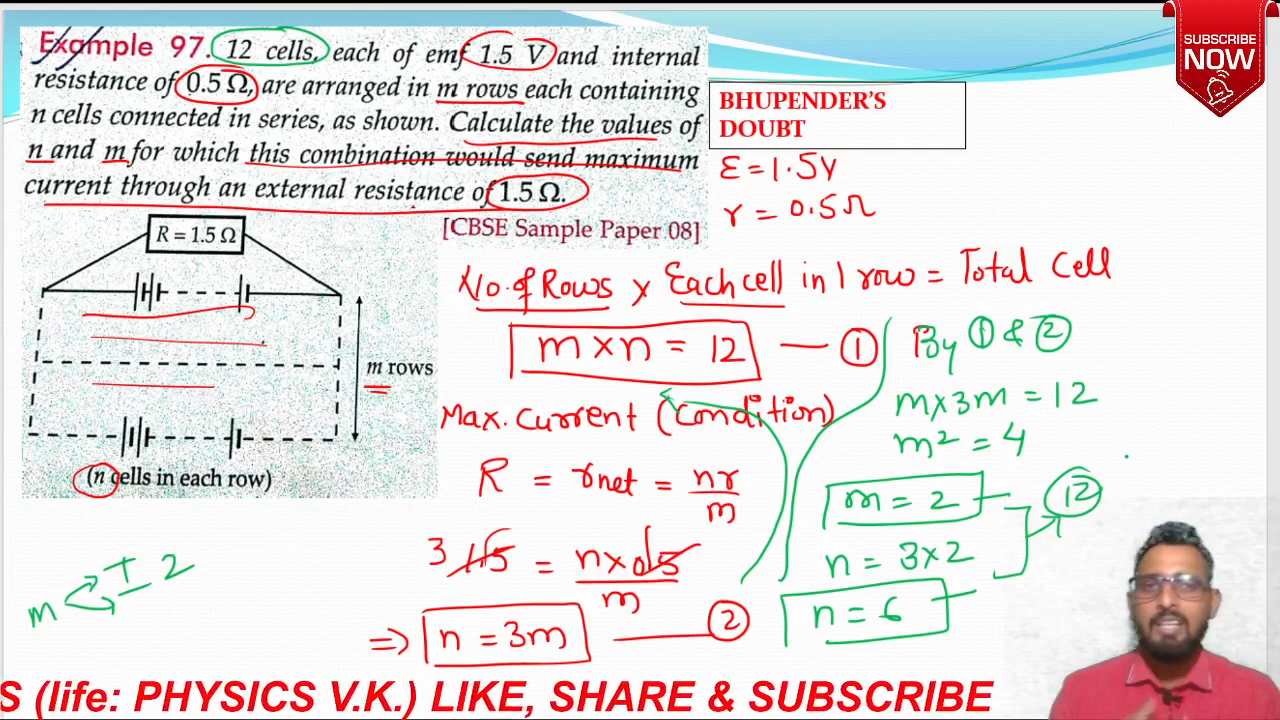 Example 97. 12 cells, each of emf 1.5 V and internal
resistance of 0.5 Ω, are arranged in m rows each containing
n cells connected in series, as shown. Calculate the values of
n and m for which this combination would send maximum
current through an external resistance of 1.5 Ω.
[CBSE Sample Paper 08]
R = 1.5 Ω
m rows
(n cells in each row)
SUBSCRIBE
NOW
BHUPENDER'S
DOUBT
ε = 1.5V
r = 0.5Ω
No. of Rows × Each cell in 1 row = Total Cell
m × n = 12 — ①
Max. Current (Condition)
R = rnet = nr/m
3 1.5 = n×0.5/m
⇒ n = 3m — ②
By ① & ②
m×3m = 12
m² = 4
m = 2
12
n = 3×2
n = 6
m ± 2
S (life: PHYSICS V.K.) LIKE, SHARE & SUBSCRIBE